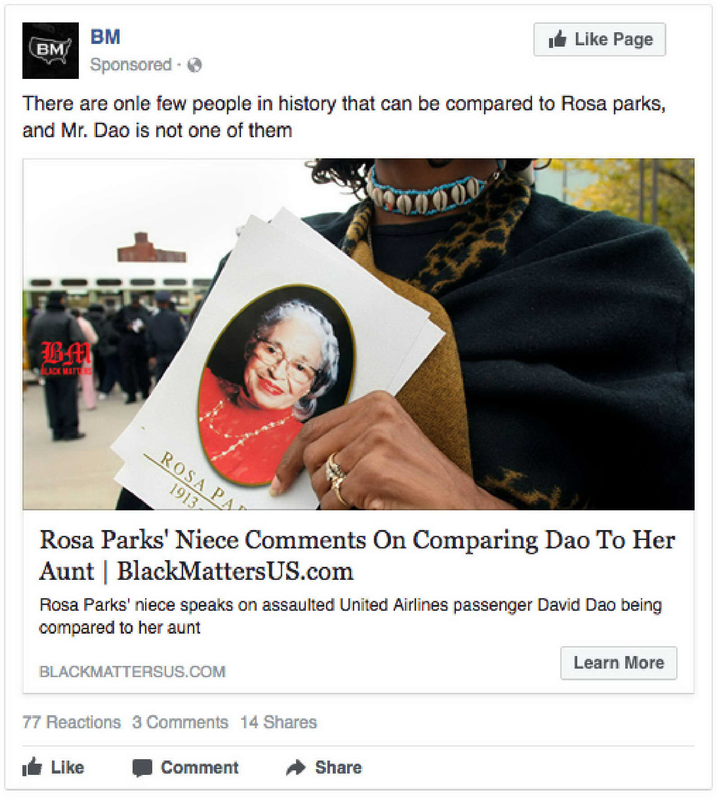 BM
BM
Like Page
Sponsored ·
There are onle few people in history that can be compared to Rosa parks,
and Mr. Dao is not one of them
BM
BLACK MATTERS
ROSA PAR
1913-
Rosa Parks' Niece Comments On Comparing Dao To Her
Aunt | BlackMattersUS.com
Rosa Parks' niece speaks on assaulted United Airlines passenger David Dao being
compared to her aunt
BLACKMATTERSUS.COM
Learn More
77 Reactions 3 Comments 14 Shares
Like Comment Share